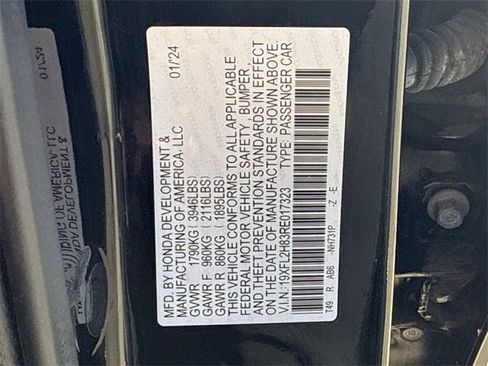 MFD. BY HONDA DEVELOPMENT & 01/'24
MANUFACTURING OF AMERICA, LLC
GVWR 1790KG (3946LBS)
GAWR F 960KG (2116LBS)
GAWR R 860KG (1895LBS)
THIS VEHICLE CONFORMS TO ALL APPLICABLE
FEDERAL MOTOR VEHICLE SAFETY, BUMPER,
AND THEFT PREVENTION STANDARDS IN EFFECT
ON THE DATE OF MANUFACTURE SHOWN ABOVE.
V.I.N: 19XFL2H83RE017323 TYPE: PASSENGER CAR
T49 R AB6 -NH731P - Z -E